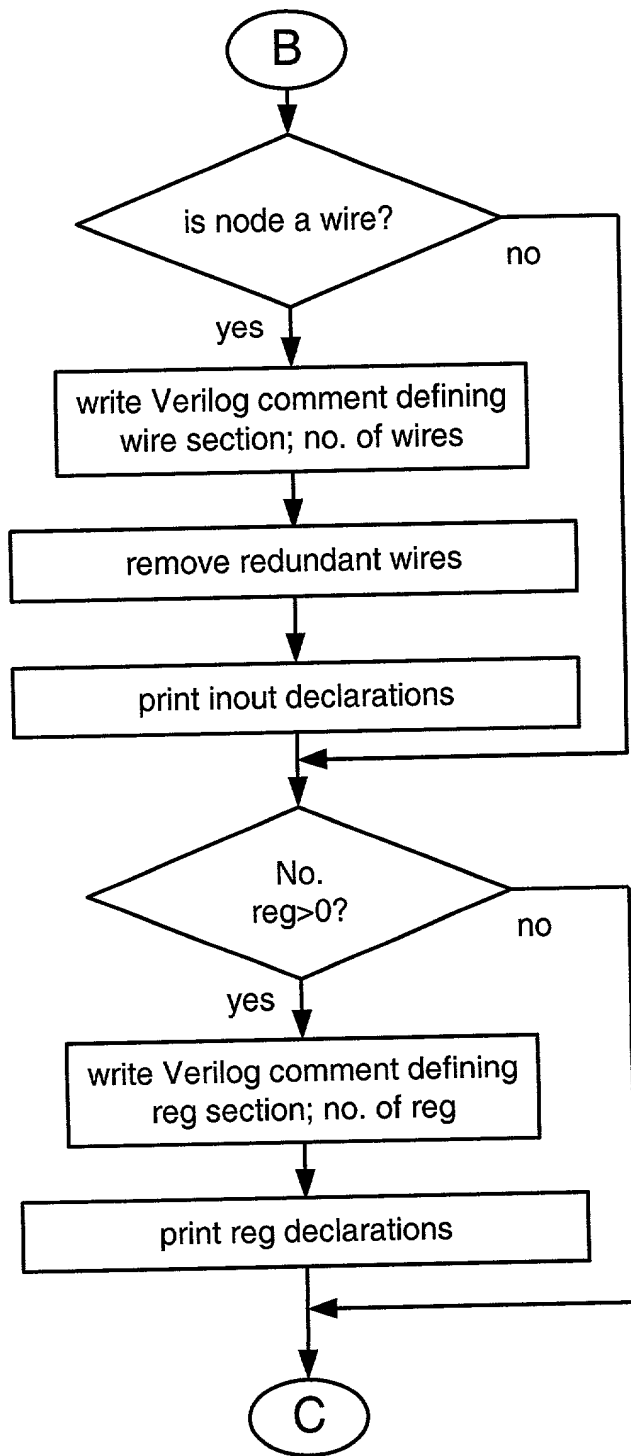 B
is node a wire?
no
yes
write Verilog comment defining
wire section; no. of wires
remove redundant wires
print inout declarations
No.
reg>0?
no
yes
write Verilog comment defining
reg section; no. of reg
print reg declarations
C